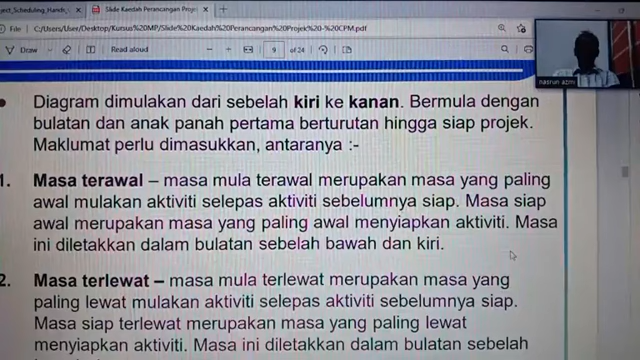 ject_Scheduling_Hands_
Slide Kaedah Perancangan Proje
File C:/Users/User/Desktop/Kursus%20MP/Slide%20Kaedah%20Perancangan%20Projek%20-%20CPM.pdf
Draw Read aloud 9 of 24
nasrun azmi
• Diagram dimulakan dari sebelah kiri ke kanan. Bermula dengan
bulatan dan anak panah pertama berturutan hingga siap projek.
Maklumat perlu dimasukkan, antaranya :-
1. Masa terawal – masa mula terawal merupakan masa yang paling
awal mulakan aktiviti selepas aktiviti sebelumnya siap. Masa siap
awal merupakan masa yang paling awal menyiapkan aktiviti. Masa
ini diletakkan dalam bulatan sebelah bawah dan kiri.
2. Masa terlewat – masa mula terlewat merupakan masa yang
paling lewat mulakan aktiviti selepas aktiviti sebelumnya siap.
Masa siap terlewat merupakan masa yang paling lewat
menyiapkan aktiviti. Masa ini diletakkan dalam bulatan sebelah